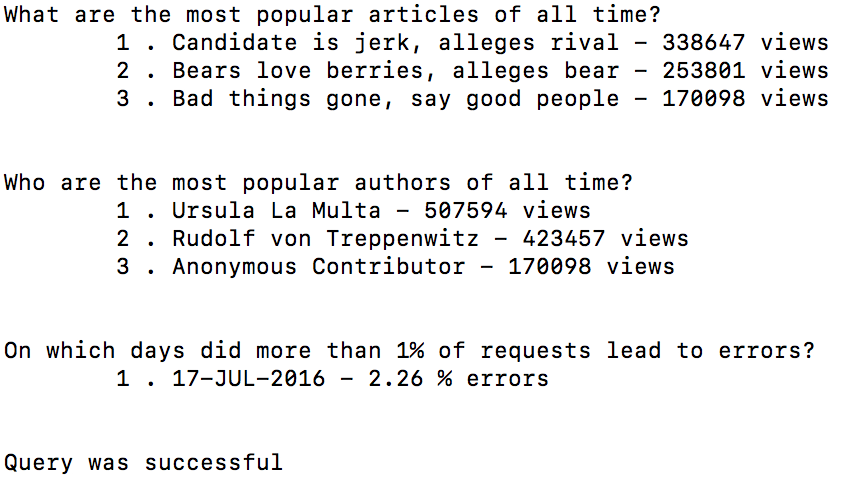 What are the most popular articles of all time?
1 . Candidate is jerk, alleges rival – 338647 views
2 . Bears love berries, alleges bear – 253801 views
3 . Bad things gone, say good people – 170098 views
Who are the most popular authors of all time?
1 . Ursula La Multa – 507594 views
2 . Rudolf von Treppenwitz – 423457 views
3 . Anonymous Contributor – 170098 views
On which days did more than 1% of requests lead to errors?
1 . 17-JUL-2016 – 2.26 % errors
Query was successful